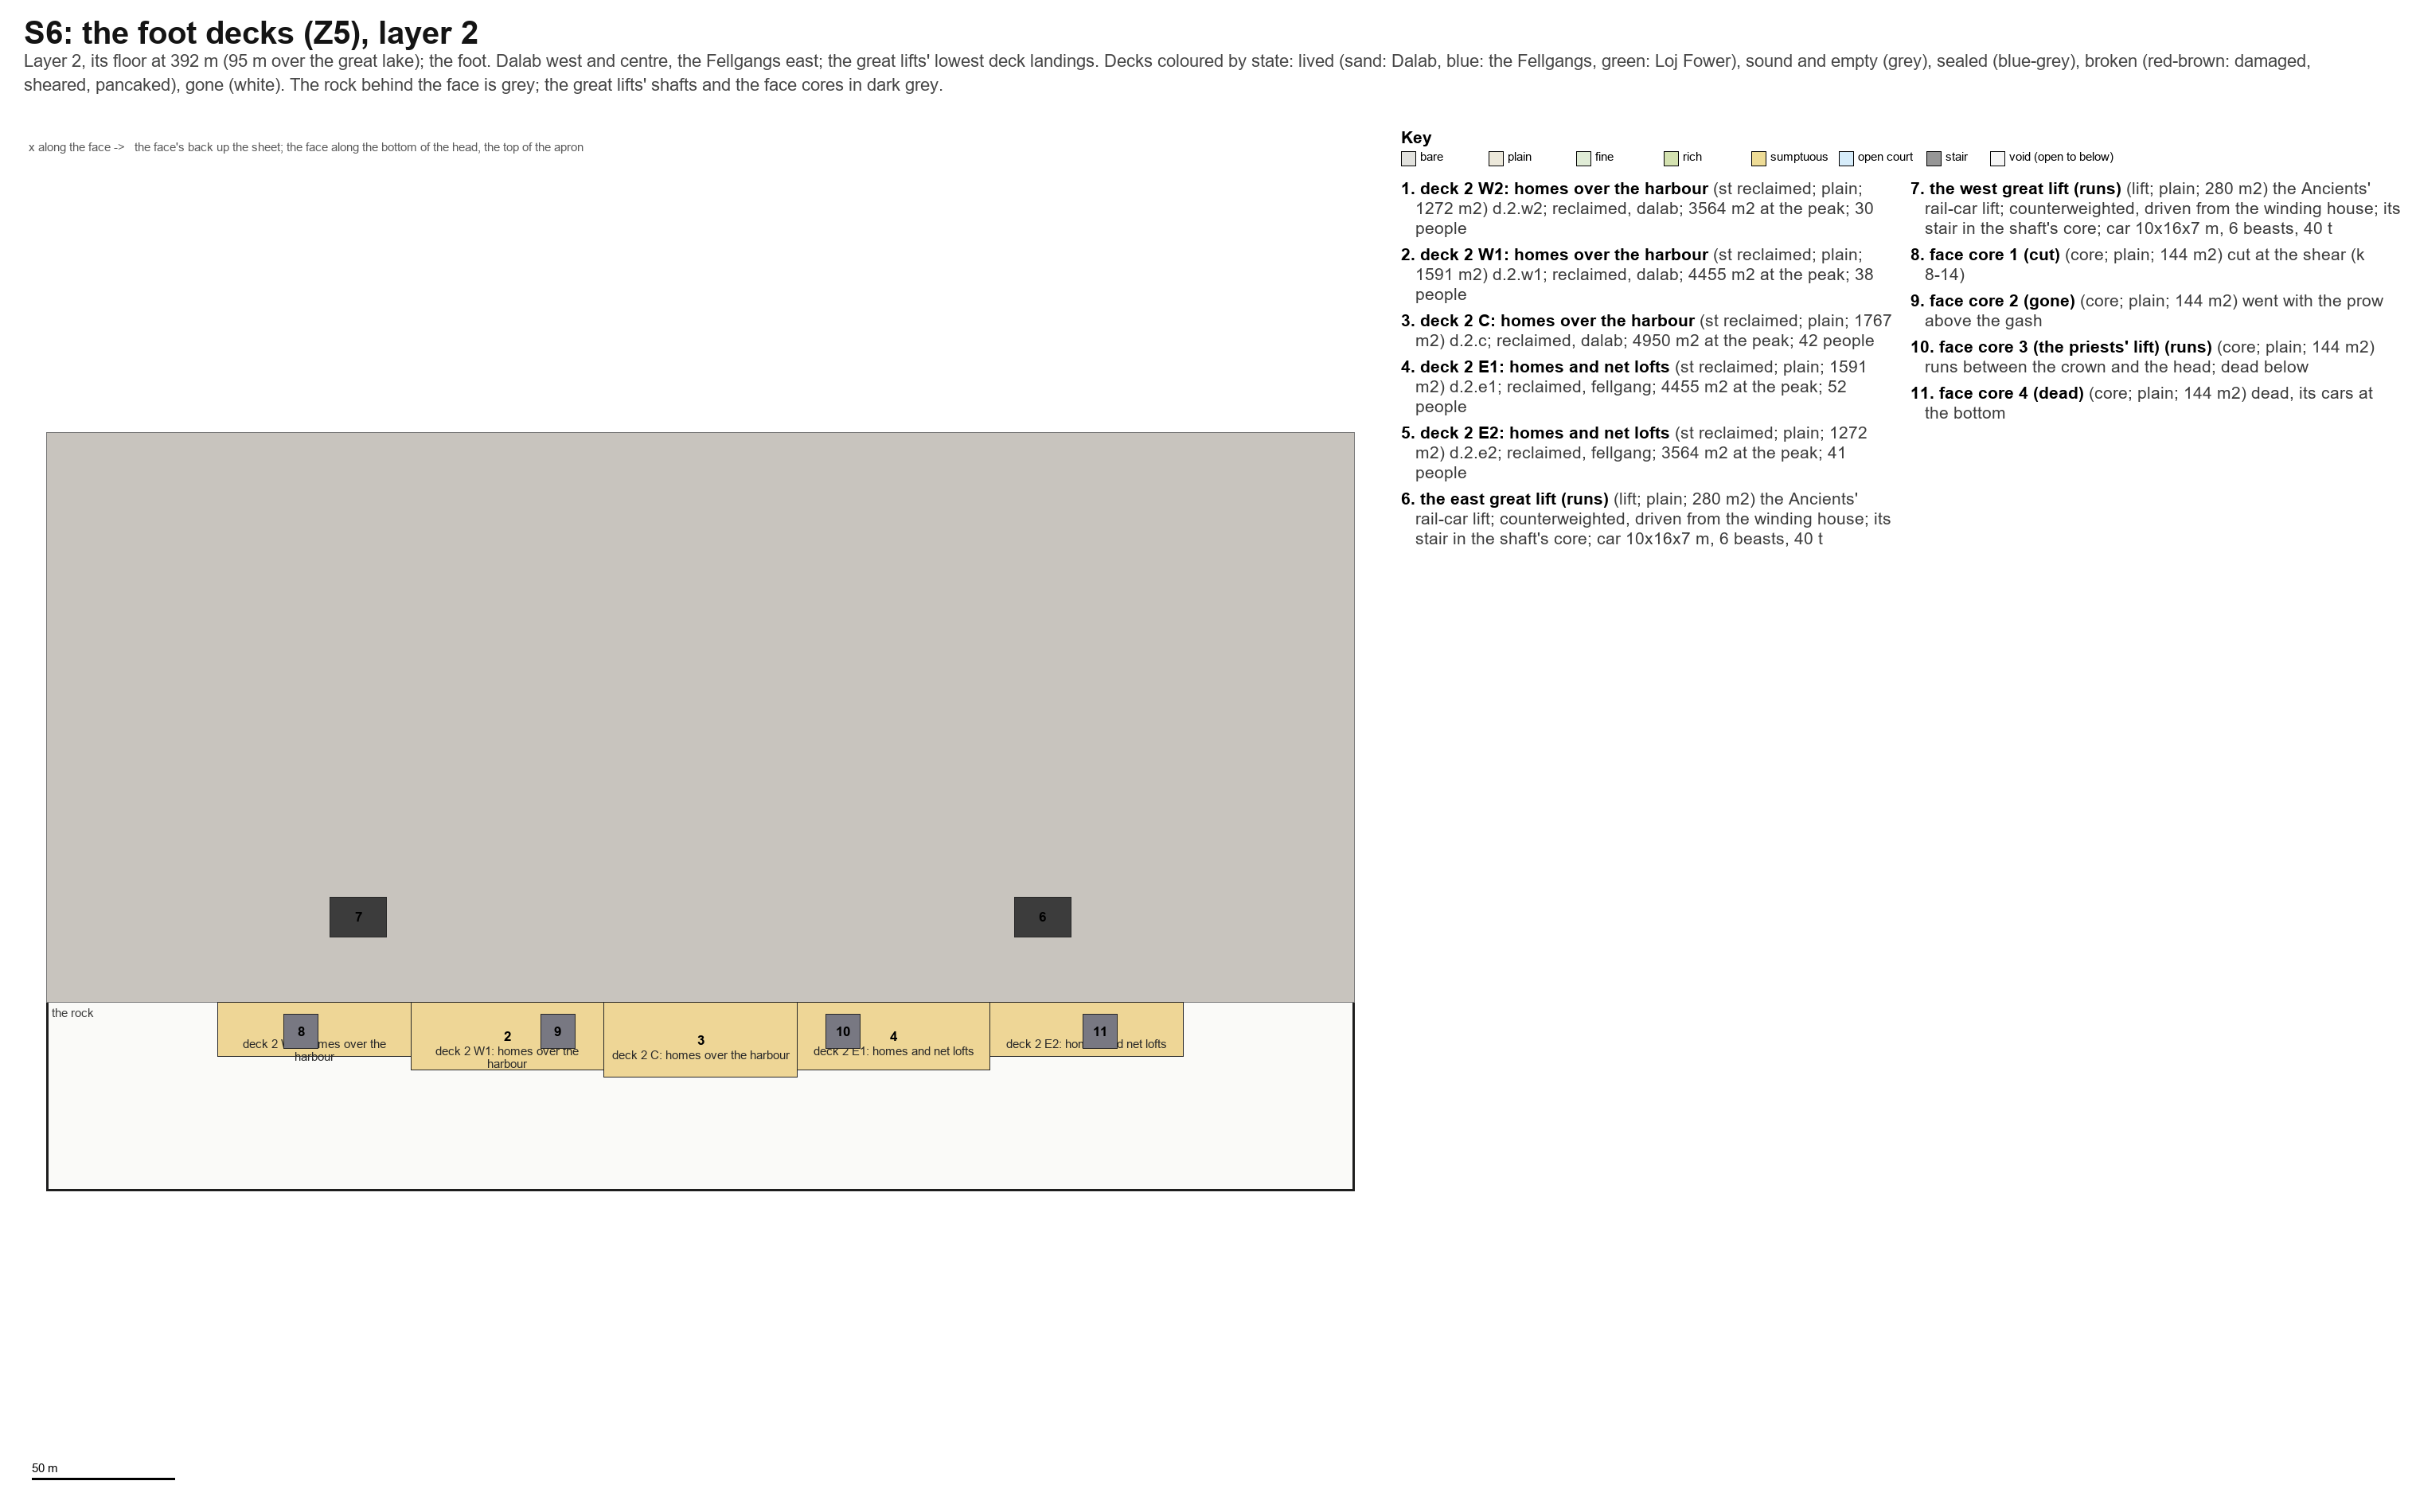 S6: the foot decks (Z5), layer 2
Layer 2, its floor at 392 m (95 m over the great lake); the foot. Dalab west and centre, the Fellgangs east; the great lifts' lowest deck landings. Decks coloured by state: lived (sand: Dalab, blue: the Fellgangs, green: Loj Fower), sound and empty (grey), sealed (blue-grey), broken (red-brown: damaged,
sheared, pancaked), gone (white). The rock behind the face is grey; the great lifts' shafts and the face cores in dark grey.
x along the face -> the face's back up the sheet; the face along the bottom of the head, the top of the apron
Key
bare plain fine rich sumptuous open court stair void (open to below)
1. deck 2 W2: homes over the harbour (st reclaimed; plain;
1272 m2) d.2.w2; reclaimed, dalab; 3564 m2 at the peak; 30
people
2. deck 2 W1: homes over the harbour (st reclaimed; plain;
1591 m2) d.2.w1; reclaimed, dalab; 4455 m2 at the peak; 38
people
3. deck 2 C: homes over the harbour (st reclaimed; plain; 1767
m2) d.2.c; reclaimed, dalab; 4950 m2 at the peak; 42 people
4. deck 2 E1: homes and net lofts (st reclaimed; plain; 1591
m2) d.2.e1; reclaimed, fellgang; 4455 m2 at the peak; 52
people
5. deck 2 E2: homes and net lofts (st reclaimed; plain; 1272
m2) d.2.e2; reclaimed, fellgang; 3564 m2 at the peak; 41
people
6. the east great lift (runs) (lift; plain; 280 m2) the Ancients'
rail-car lift; counterweighted, driven from the winding house; its
stair in the shaft's core; car 10x16x7 m, 6 beasts, 40 t
7. the west great lift (runs) (lift; plain; 280 m2) the Ancients'
rail-car lift; counterweighted, driven from the winding house; its
stair in the shaft's core; car 10x16x7 m, 6 beasts, 40 t
8. face core 1 (cut) (core; plain; 144 m2) cut at the shear (k
8-14)
9. face core 2 (gone) (core; plain; 144 m2) went with the prow
above the gash
10. face core 3 (the priests' lift) (runs) (core; plain; 144 m2)
runs between the crown and the head; dead below
11. face core 4 (dead) (core; plain; 144 m2) dead, its cars at
the bottom
7
6
the rock
8
deck 2 over the
harbour
2
9
deck 2 W1: homes over the
harbour
3
deck 2 C: homes over the harbour
10
4
deck 2 E1: homes and net lofts
11
deck 2 E2: net lofts
50 m